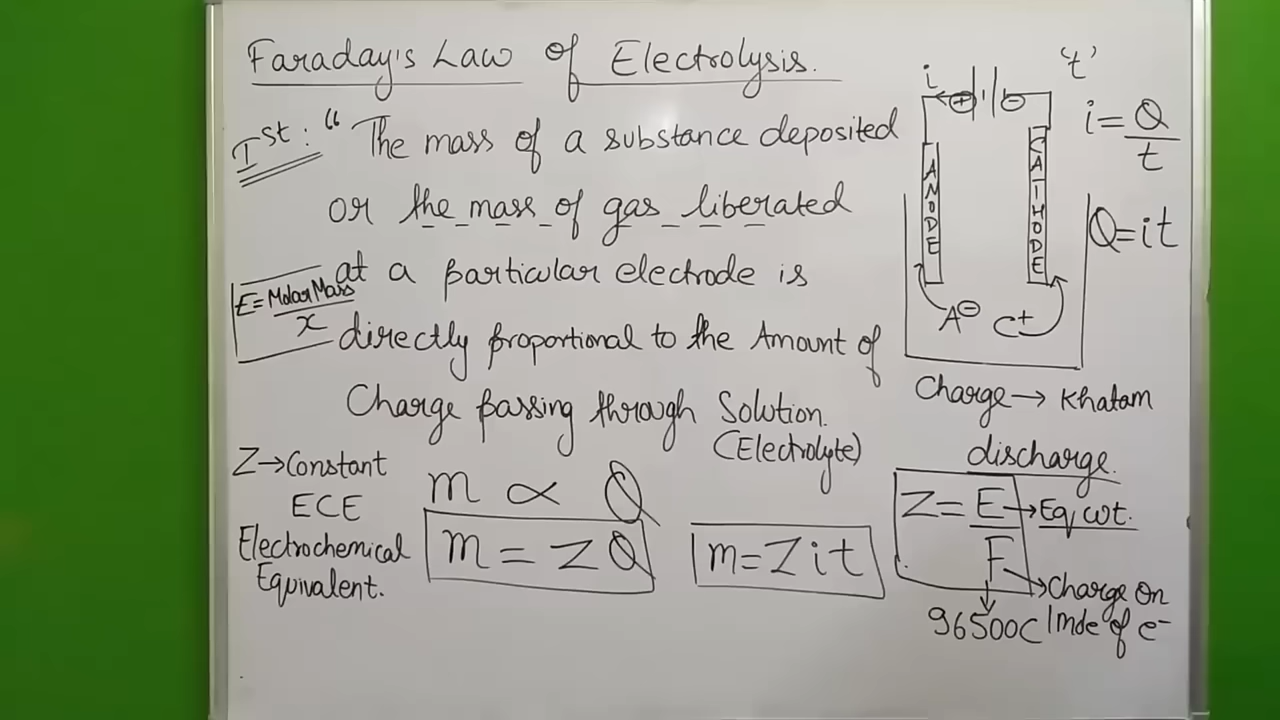 Faraday's Law of Electrolysis.
Ist : " The mass of a substance deposited
or the mass of gas liberated
at a particular electrode is
directly proportional to the Amount of
Charge passing through Solution.
(Electrolyte)
E = Molar Mass
x
Z → Constant
ECE
Electrochemical
Equivalent.
m ∝ Q
m = ZQ
m = Zit
i
+
-
't'
ANODE
CATHODE
A⊖
C+
i = Q
t
Q = it
Charge → Khatam
discharge.
Z = E → Eq wt.
F → Charge on
1 mole of e-
96500C